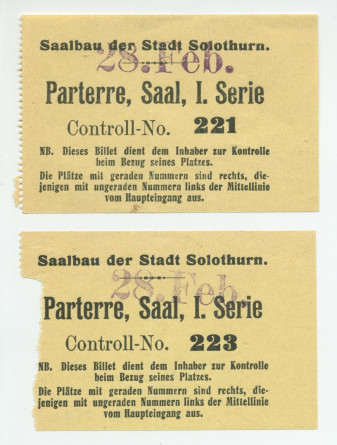 Saalbau der Stadt Solothurn.
28. Feb.
Parterre, Saal, I. Serie
Controll-No. 221
NB. Dieses Billet dient dem Inhaber zur Kontrolle
beim Bezug seines Platzes.
Die Plätze mit geraden Nummern sind rechts, die-
jenigen mit ungeraden Nummern links der Mittellinie
vom Haupteingang aus.
Saalbau der Stadt Solothurn.
28. Feb.
Parterre, Saal, I. Serie
Controll-No. 223
NB. Dieses Billet dient dem Inhaber zur Kontrolle
beim Bezug seines Platzes.
Die Plätze mit geraden Nummern sind rechts, die-
jenigen mit ungeraden Nummern links der Mittellinie
vom Haupteingang aus.